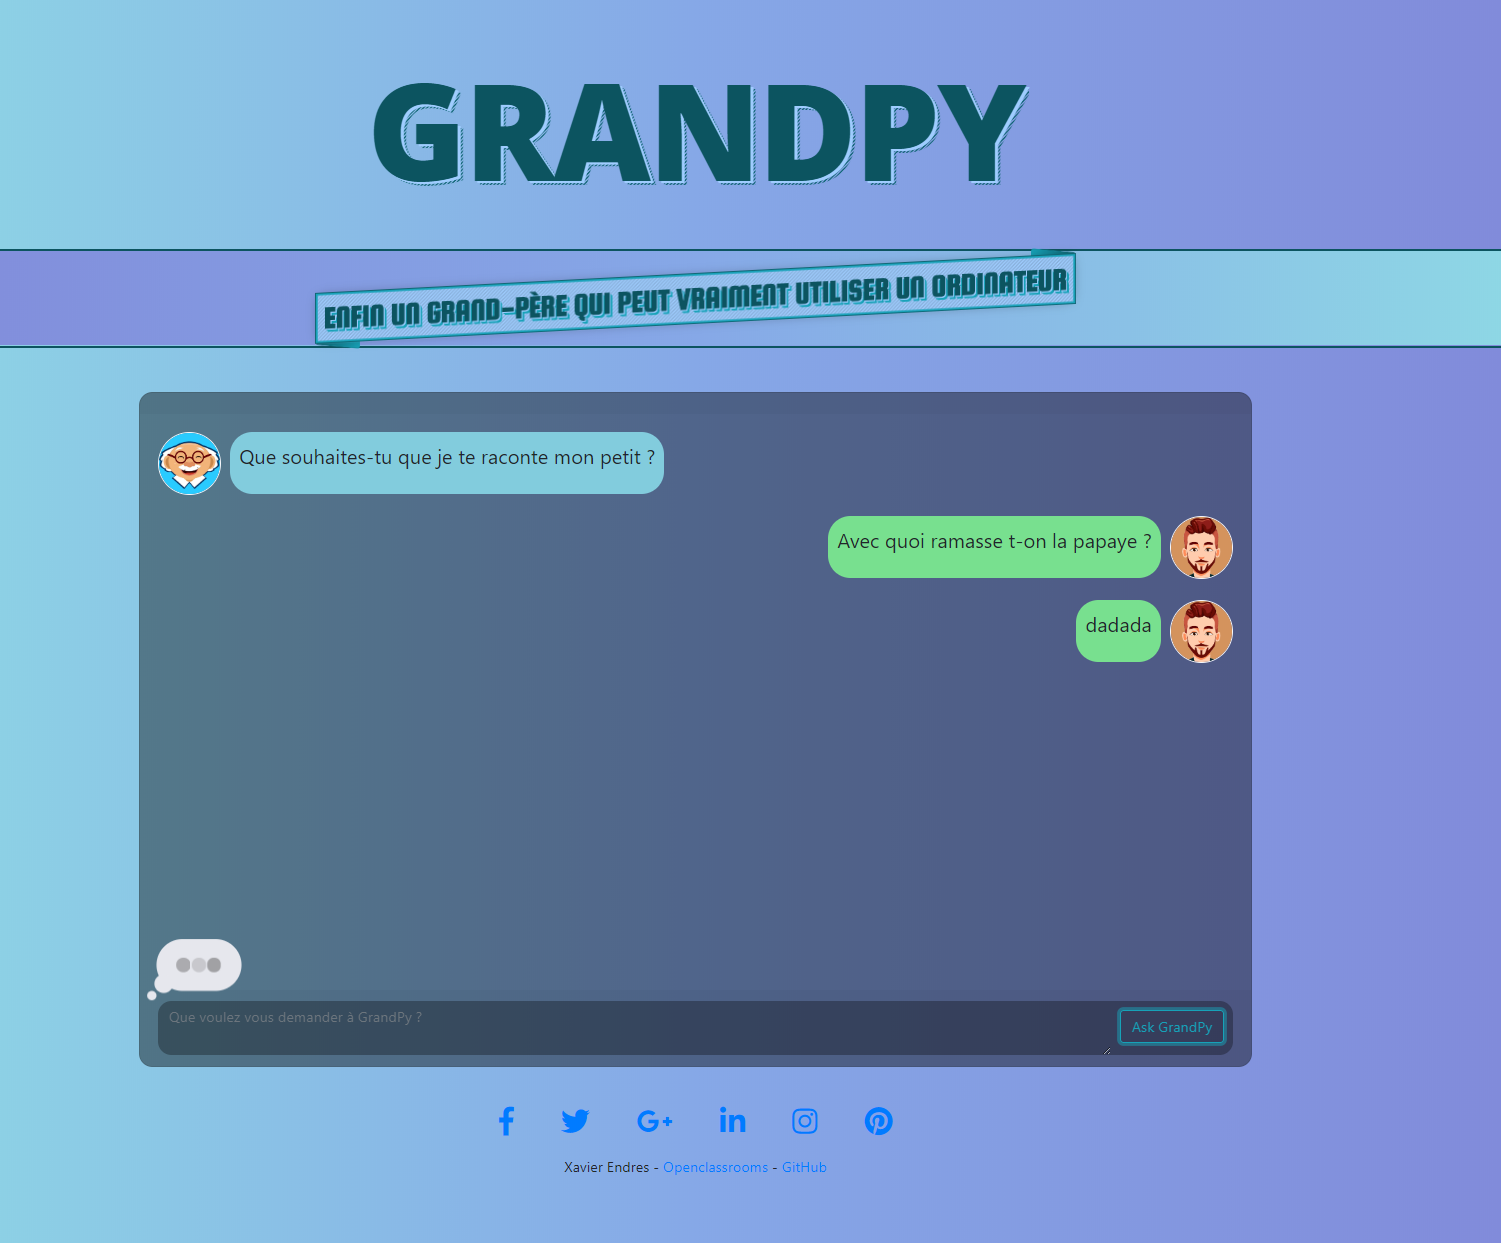 GRANDPY
ENFIN UN GRAND-PÈRE QUI PEUT VRAIMENT UTILISER UN ORDINATEUR
Que souhaites-tu que je te raconte mon petit ?
Avec quoi ramasse t-on la papaye ?
dadada
Que voulez vous demander à GrandPy ?
Ask GrandPy
Xavier Endres - Openclassrooms - GitHub